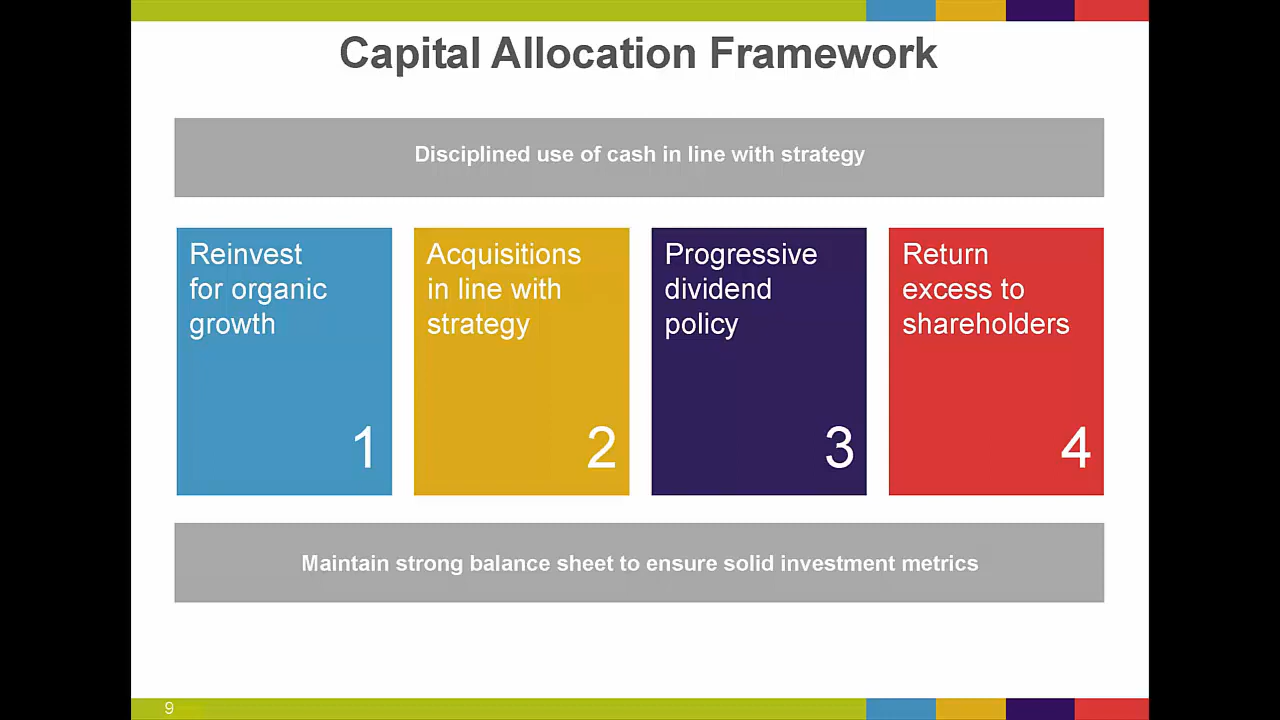 Capital Allocation Framework
Disciplined use of cash in line with strategy
Reinvest
for organic
growth
1
Acquisitions
in line with
strategy
2
Progressive
dividend
policy
3
Return
excess to
shareholders
4
Maintain strong balance sheet to ensure solid investment metrics
9